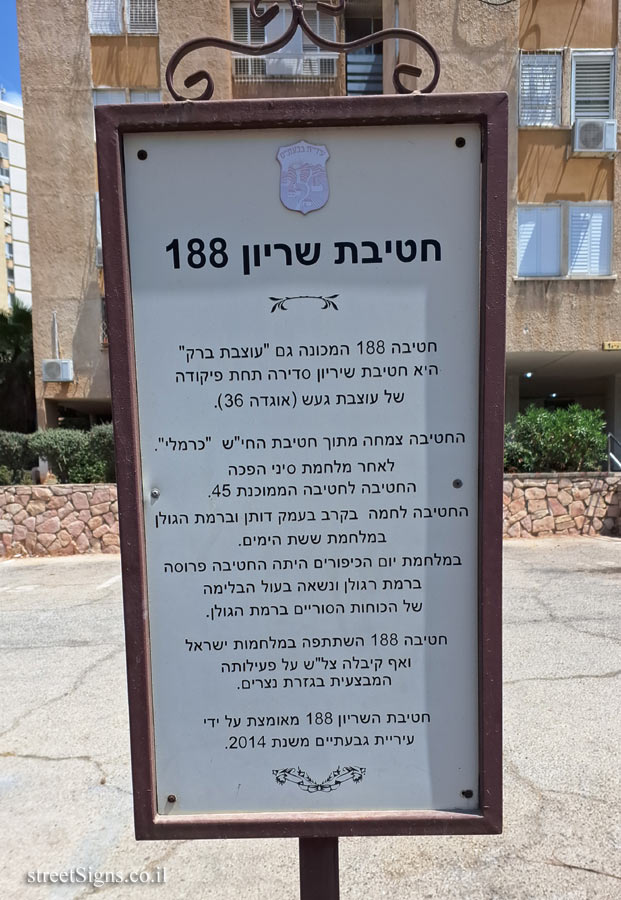 עיריית גבעתיים
חטיבת שריון 188
חטיבה 188 המכונה גם "עוצבת ברק"
היא חטיבת שיריון סדירה תחת פיקודה
של עוצבת געש (אוגדה 36).
החטיבה צמחה מתוך חטיבת החי"ש "כרמלי".
לאחר מלחמת סיני הפכה
החטיבה לחטיבה הממוכנת 45.
החטיבה לחמה בקרב בעמק דותן וברמת הגולן
במלחמת ששת הימים.
במלחמת יום הכיפורים היתה החטיבה פרוסה
ברמת רגולן ונשאה בעול הבלימה
של הכוחות הסוריים ברמת הגולן.
חטיבה 188 השתתפה במלחמות ישראל
ואף קיבלה צל"ש על פעילותה
המבצעית בגזרת נצרים.
חטיבת השריון 188 מאומצת על ידי
עיריית גבעתיים משנת 2014.
streetSigns.co.il